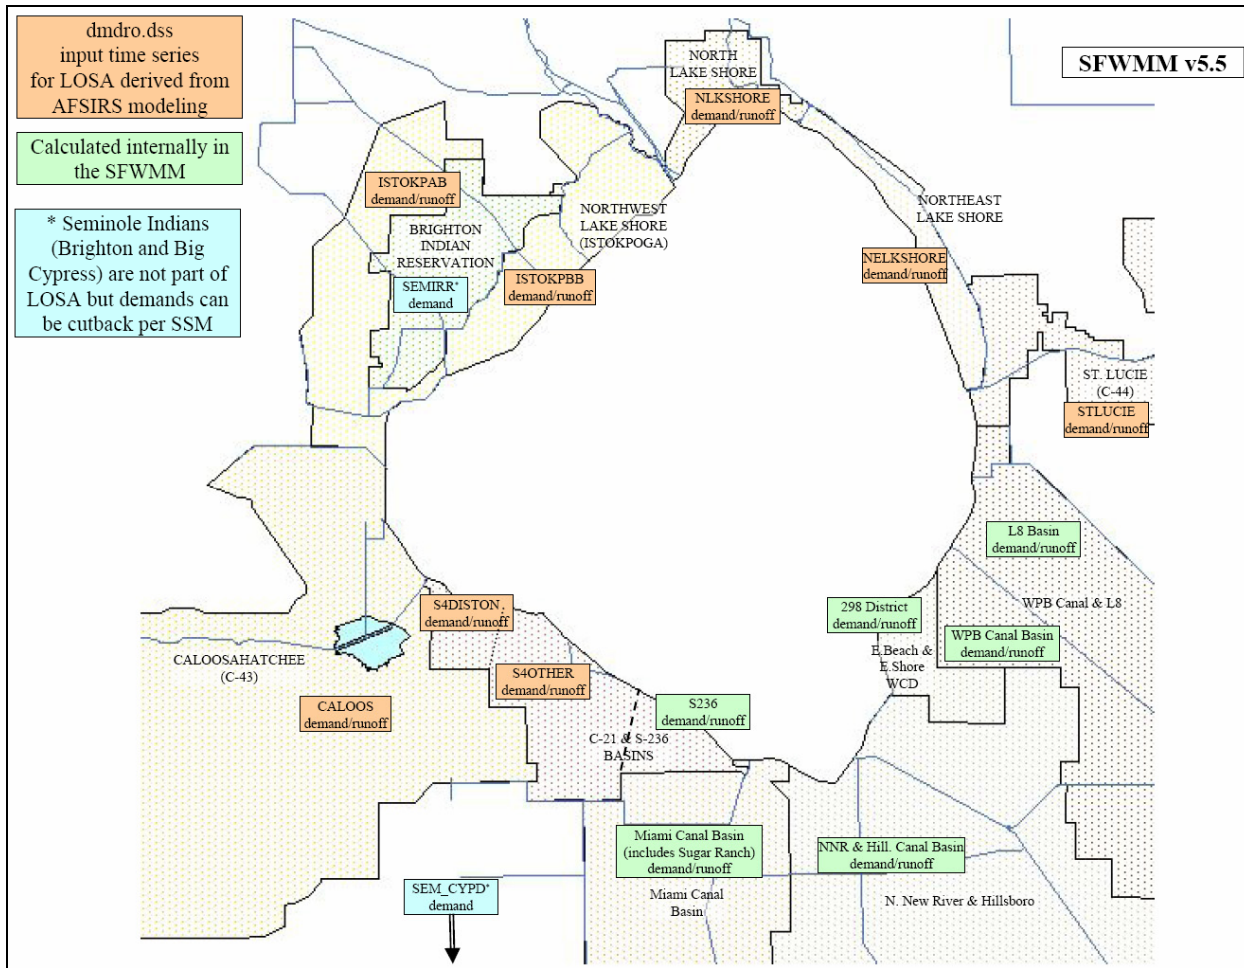 dmdro.dss
input time series
for LOSA derived from
AFSIRS modeling
Calculated internally in
the SFWMM
* Seminole Indians
(Brighton and Big
Cypress) are not part of
LOSA but demands can
be cutback per SSM
SFWMM v5.5
NORTH
LAKE SHORE
NLKSHORE
demand/runoff
ISTOKPAB
demand/runoff
BRIGHTON
INDIAN
RESERVATION
SEMIRR*
demand
NORTHWEST
LAKE SHORE
(ISTOKPOGA)
ISTOKPBB
demand/runoff
NORTHEAST
LAKE SHORE
NELKSHORE
demand/runoff
ST. LUCIE
(C-44)
STLUCIE
demand/runoff
L8 Basin
demand/runoff
WPB Canal & L8
298 District
demand/runoff
WPB Canal Basin
demand/runoff
E.Beach &
E.Shore
WCD
S4DISTON
demand/runoff
CALOOSAHATCHEE
(C-43)
S4OTHER
demand/runoff
CALOOS
demand/runoff
S236
demand/runoff
C-21 & S-236
BASINS
Miami Canal Basin
(includes Sugar Ranch)
demand/runoff
NNR & Hill. Canal Basin
demand/runoff
SEM_CYPD*
demand
Miami Canal
Basin
N. New River & Hillsboro